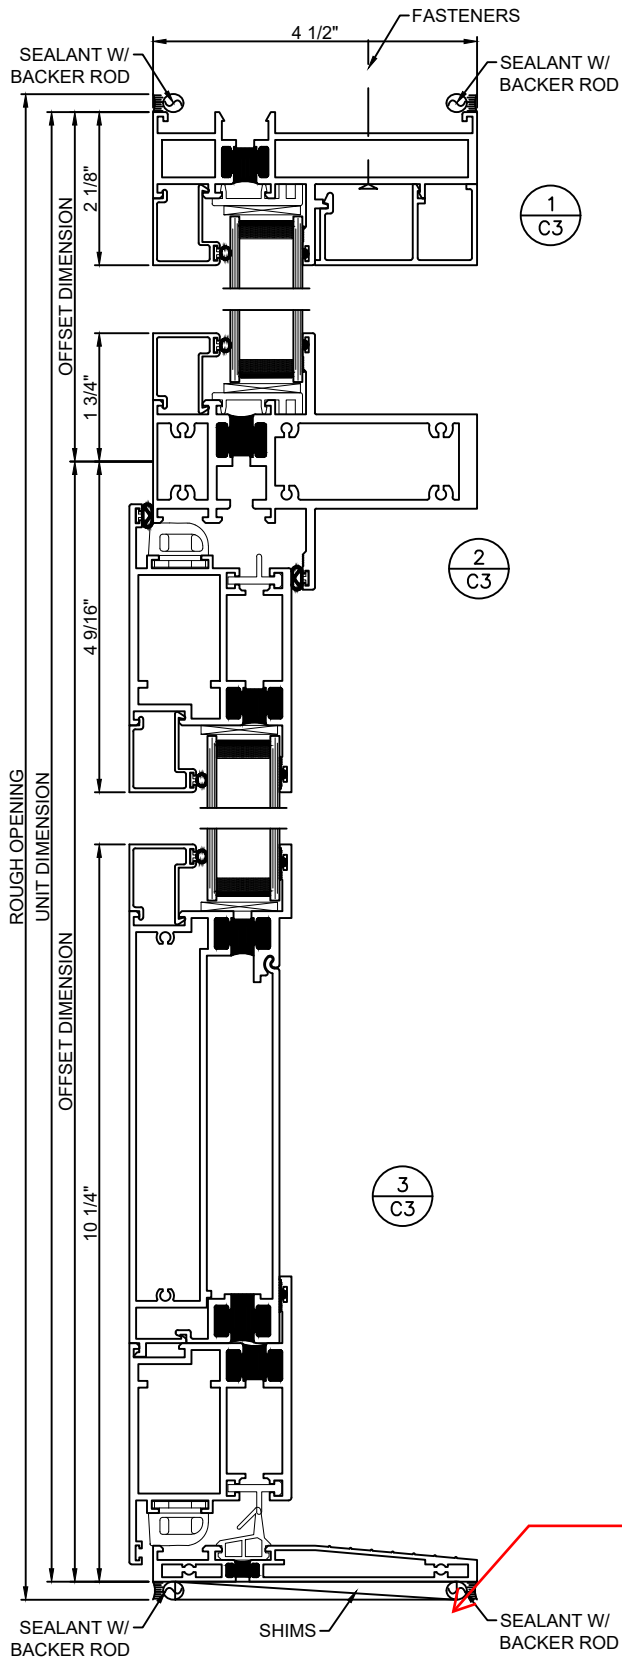 FASTENERS
4 1/2"
SEALANT W/
BACKER ROD
SEALANT W/
BACKER ROD
2 1/8"
OFFSET DIMENSION
1
C3
1 3/4"
2
C3
4 9/16"
ROUGH OPENING
UNIT DIMENSION
OFFSET DIMENSION
10 1/4"
3
C3
SEALANT W/
BACKER ROD
SHIMS
SEALANT W/
BACKER ROD